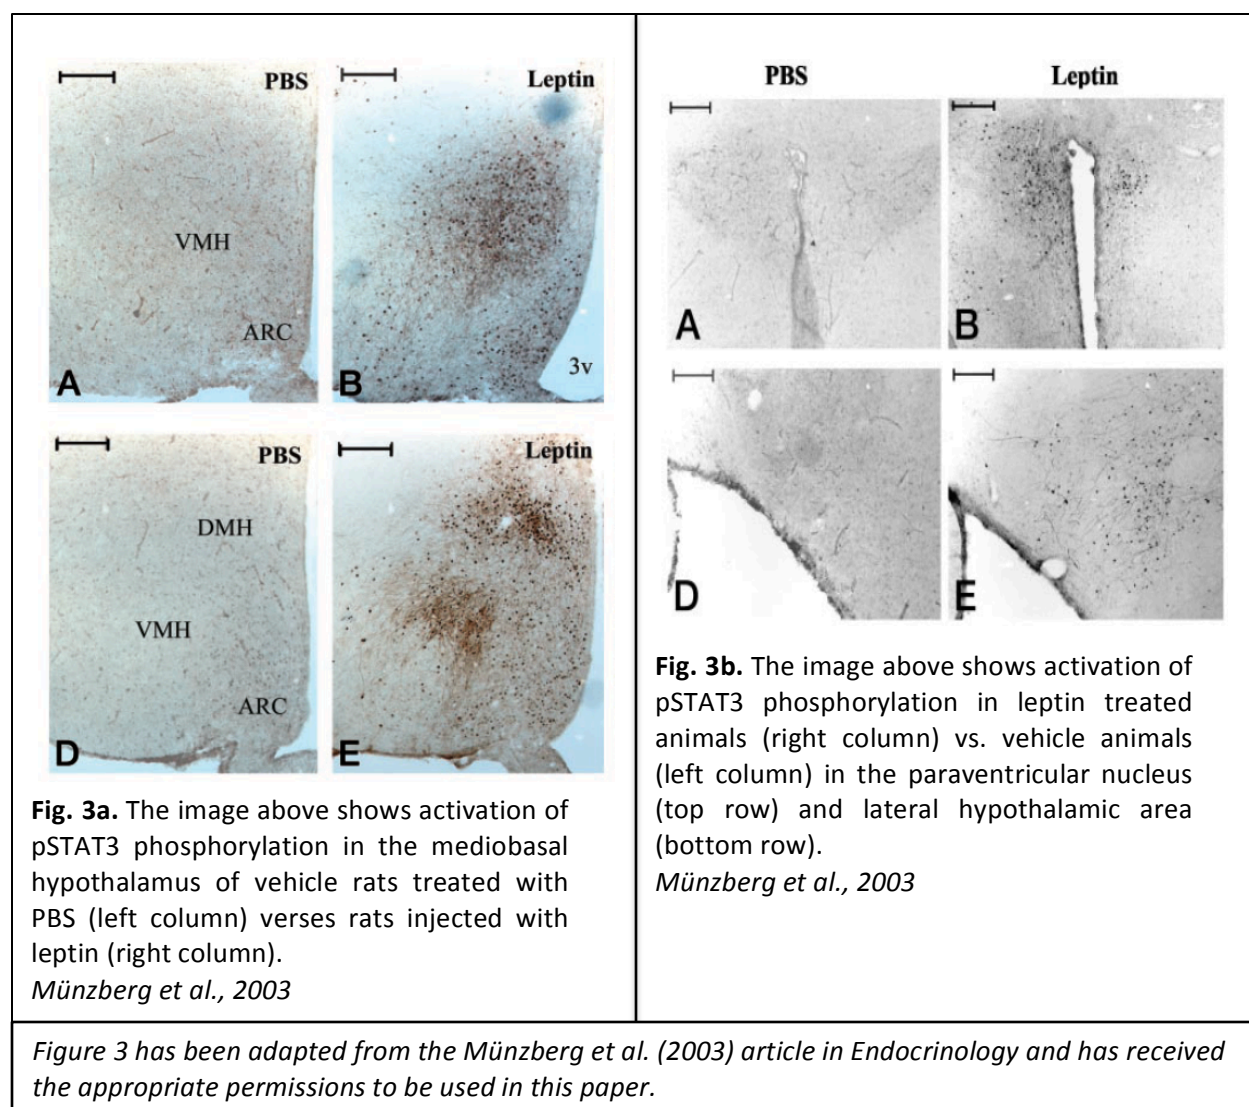 PBS
Leptin
VMH
ARC
3v
A
B
PBS
Leptin
DMH
VMH
ARC
D
E
Fig. 3a. The image above shows activation of
pSTAT3 phosphorylation in the mediobasal
hypothalamus of vehicle rats treated with
PBS (left column) verses rats injected with
leptin (right column).
Münzberg et al., 2003
PBS
Leptin
A
B
D
E
Fig. 3b. The image above shows activation of
pSTAT3 phosphorylation in leptin treated
animals (right column) vs. vehicle animals
(left column) in the paraventricular nucleus
(top row) and lateral hypothalamic area
(bottom row).
Münzberg et al., 2003
Figure 3 has been adapted from the Münzberg et al. (2003) article in Endocrinology and has received
the appropriate permissions to be used in this paper.